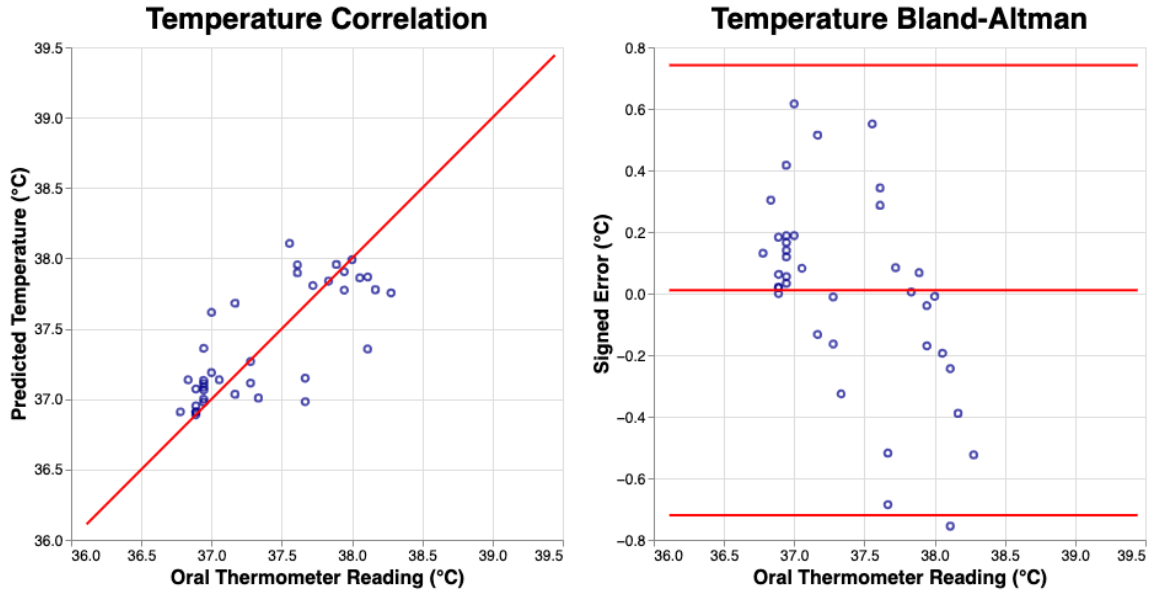 Temperature Correlation
39.5
39.0
38.5
38.0
37.5
37.0
36.5
36.0
Predicted Temperature (°C)
36.0 36.5 37.0 37.5 38.0 38.5 39.0 39.5
Oral Thermometer Reading (°C)
Temperature Bland-Altman
0.8
0.6
0.4
0.2
0.0
−0.2
−0.4
−0.6
−0.8
Signed Error (°C)
36.0 36.5 37.0 37.5 38.0 38.5 39.0 39.5
Oral Thermometer Reading (°C)